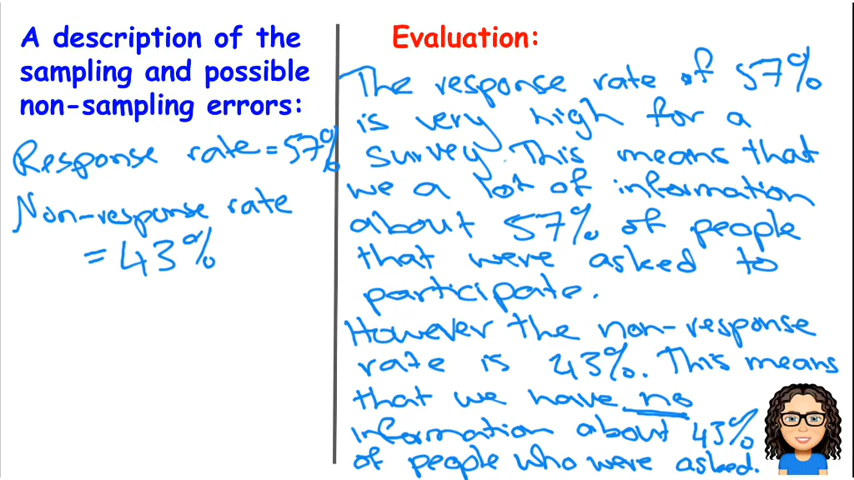 A description of the
sampling and possible
non-sampling errors:
Response rate = 57%
Non-response rate
= 43%
Evaluation:
The response rate of 57%
is very high for a
survey. This means that
we a lot of information
about 57% of people
that were asked to
participate.
However the non-response
rate is 43%. This means
that we have no
information about 43%
of people who were asked.